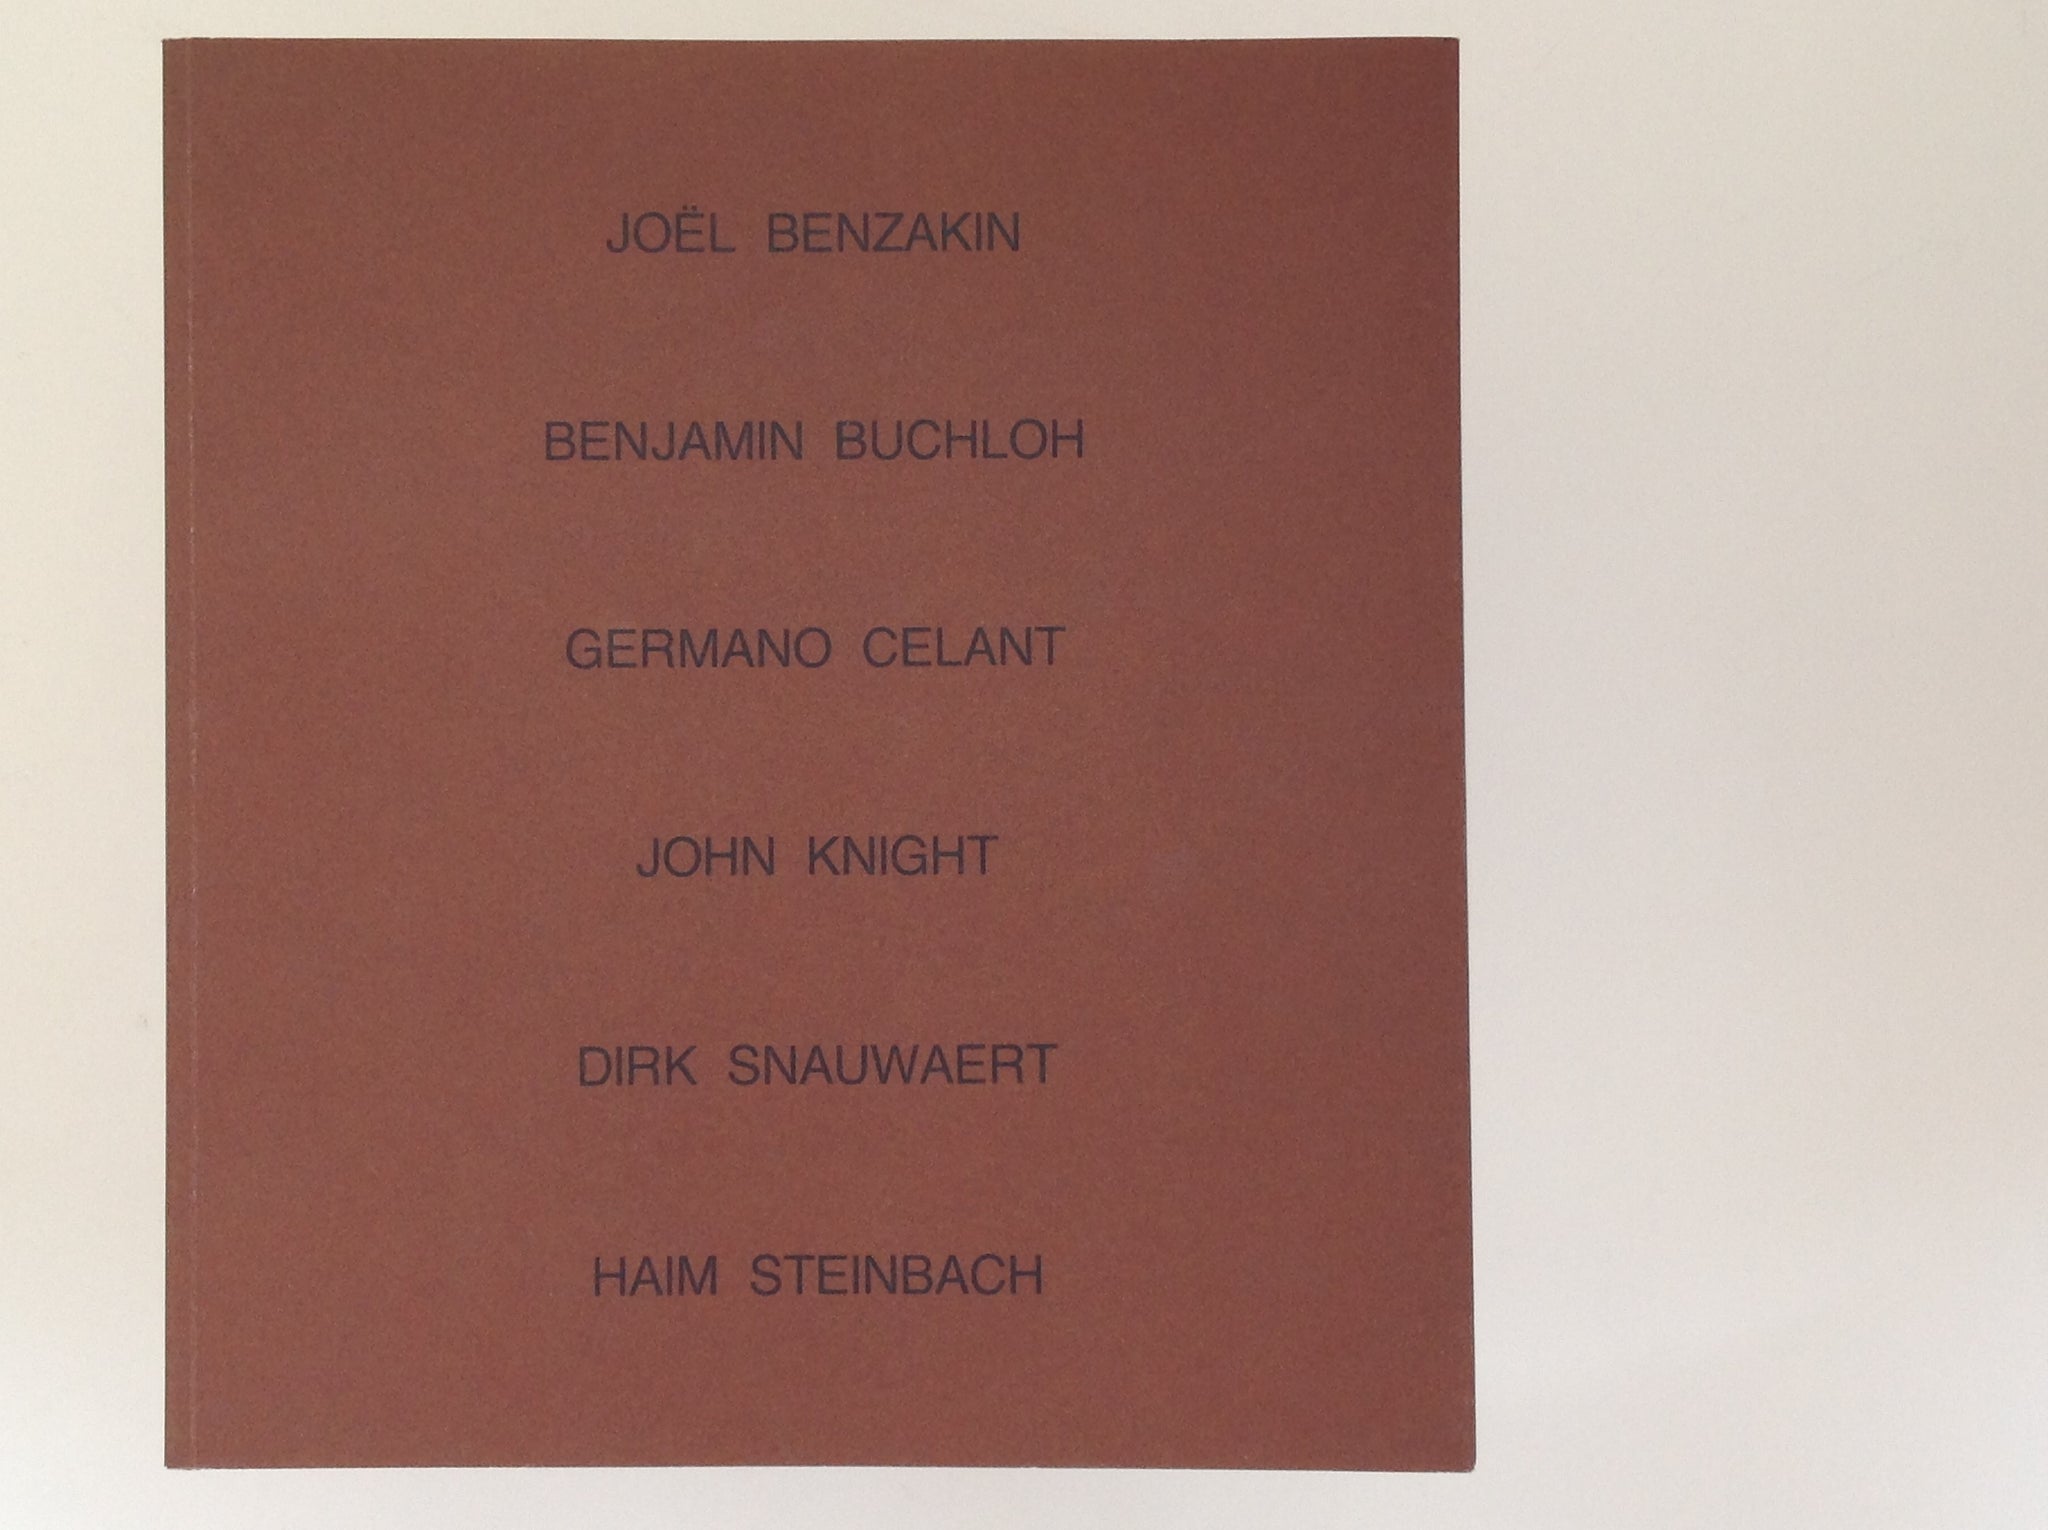 JOËL BENZAKIN
BENJAMIN BUCHLOH
GERMANO CELANT
JOHN KNIGHT
DIRK SNAUWAERT
HAIM STEINBACH